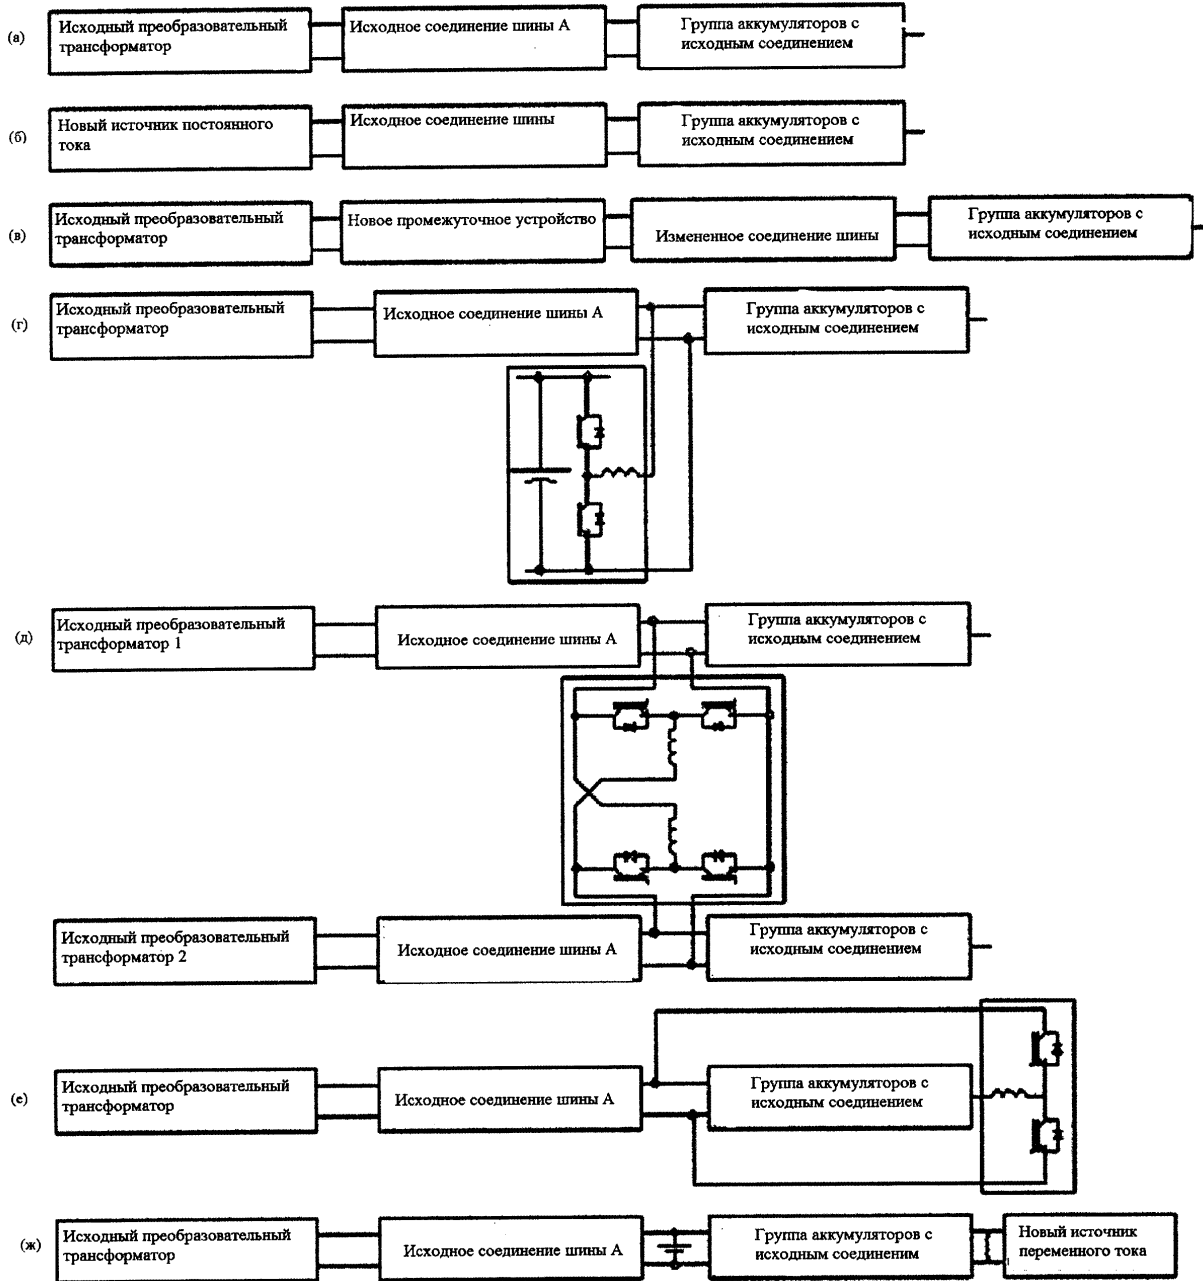 (а)
Исходный преобразовательный
трансформатор
Исходное соединение шины А
Группа аккумуляторов с
исходным соединением
(б)
Новый источник постоянного
тока
Исходное соединение шины
Группа аккумуляторов с
исходным соединением
(в)
Исходный преобразовательный
трансформатор
Новое промежуточное устройство
Измененное соединение шины
Группа аккумуляторов с
исходным соединением
(г)
Исходный преобразовательный
трансформатор
Исходное соединение шины А
Группа аккумуляторов с
исходным соединением
(д)
Исходный преобразовательный
трансформатор 1
Исходное соединение шины А
Группа аккумуляторов с
исходным соединением
Исходный преобразовательный
трансформатор 2
Исходное соединение шины А
Группа аккумуляторов с
исходным соединением
(е)
Исходный преобразовательный
трансформатор
Исходное соединение шины А
Группа аккумуляторов с
исходным соединением
(ж)
Исходный преобразовательный
трансформатор
Исходное соединение шины А
Группа аккумуляторов с
исходным соединеним
Новый источник
переменного тока